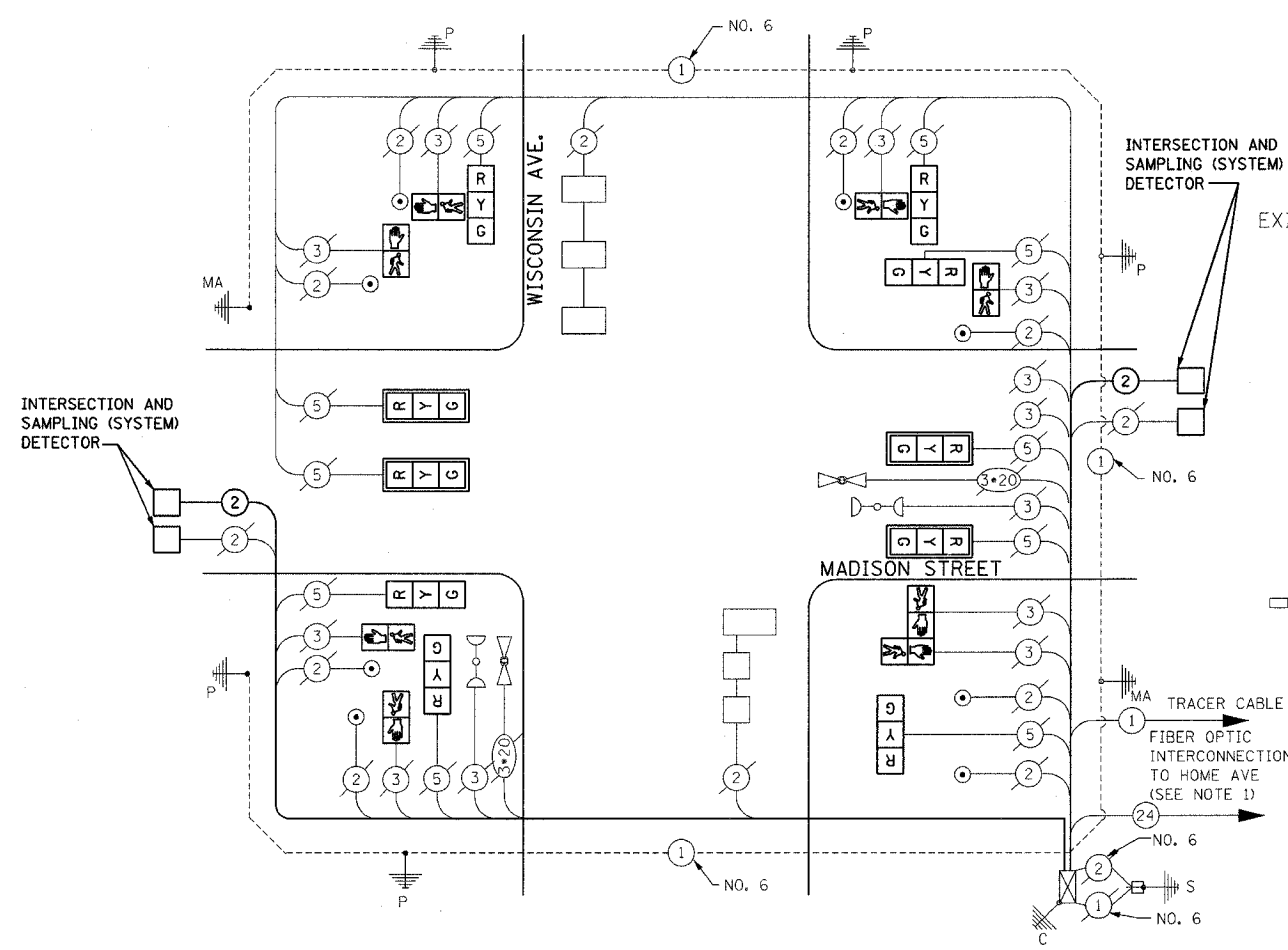 NO. 6
P
P
1
2
3
5
2
2
3
5
INTERSECTION AND
SAMPLING (SYSTEM)
DETECTOR
R
Y
G
R
Y
G
WISCONSIN AVE.
EXI
3
5
G Y R
P
MA
2
3
2
3
2
INTERSECTION AND
SAMPLING (SYSTEM)
DETECTOR
5
R Y G
3
2
5
G Y R
1
5
R Y G
3*20
NO. 6
2
3
2
5
G Y R
MADISON STREET
5
R Y G
3
3
G
Y
R
3
2
P
2
MA
TRACER CABLE
G
Y
R
5
1
FIBER OPTIC
INTERCONNECTION
TO HOME AVE
(SEE NOTE 1)
2
3
5
3
3*20
2
2
24
NO. 6
1
NO. 6
P
2
S
1
NO. 6
C